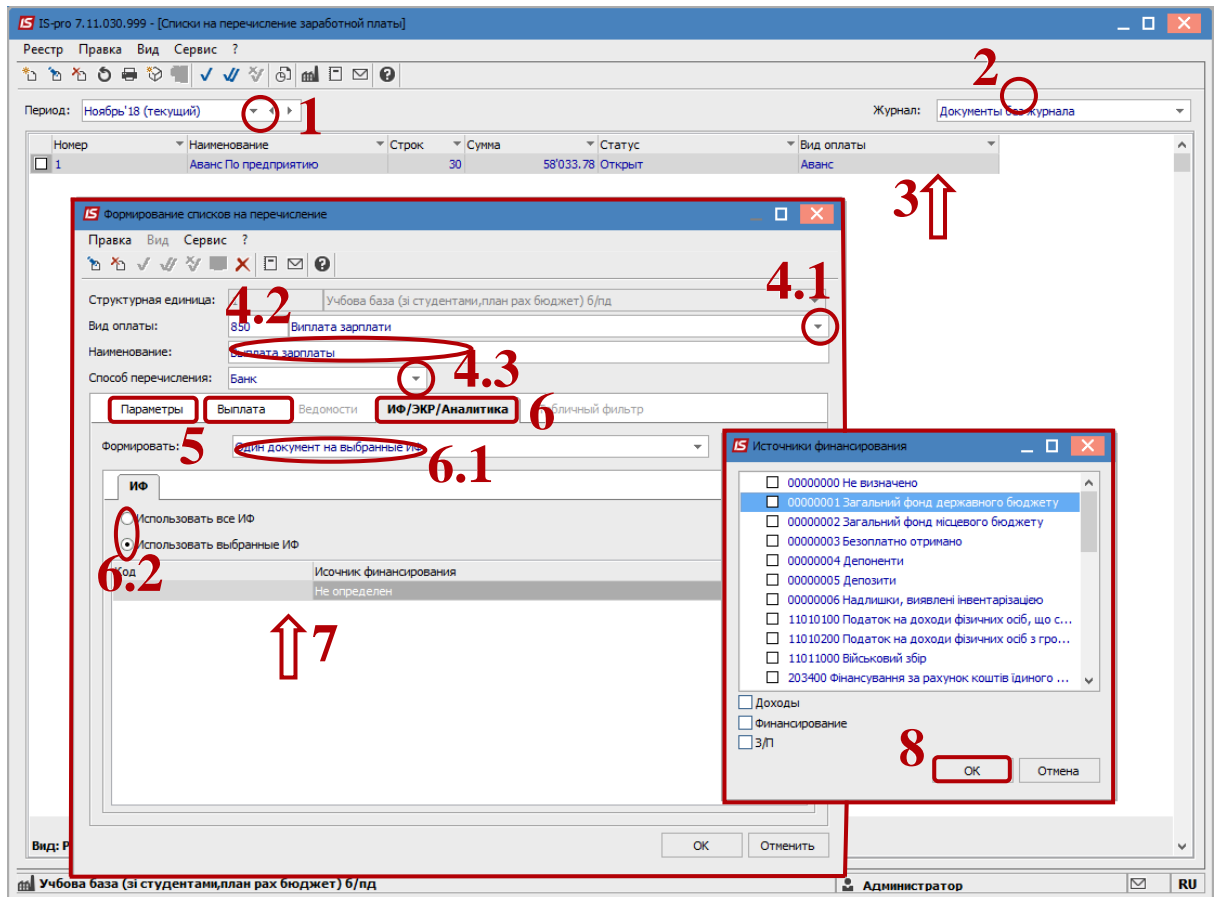 IS-pro 7.11.030.999 - [Списки на перечисление заработной платы]
Реестр Правка Вид Сервис ?
2
Период: Ноябрь'18 (текущий) 1 Журнал: Документы без журнала
Номер Наименование Строк Сумма Статус Вид оплаты
1 Аванс По предприятию 30 58'033.78 Открыт Аванс
3
Формирование списков на перечисление
Правка Вид Сервис ?
Структурная единица: Учбова база (зі студентами,план рах бюджет) б/пд
4.1
4.2
Вид оплаты: 850 Виплата зарплати
Наименование: Выплата зарплаты
Способ перечисления: Банк 4.3
Параметры Выплата Ведомости ИФ/ЭКР/Аналитика 6 Публичный фильтр
5
Формировать: Один документ на выбранные ИФ 6.1
ИФ
Использовать все ИФ
Использовать выбранные ИФ
6.2
Код Исочник финансирования
Не определен
7
Источники финансирования
00000000 Не визначено
00000001 Загальний фонд державного бюджету
00000002 Загальний фонд місцевого бюджету
00000003 Безоплатно отримано
00000004 Депоненти
00000005 Депозити
00000006 Надлишки, виявлені інвентарізацією
11010100 Податок на доходи фізичних осіб, що с...
11010200 Податок на доходи фізичних осіб з гро...
11011000 Військовий збір
203400 Фінансування за рахунок коштів їдиного ...
Доходы
Финансирование
З/П
8
OK Отмена
OK Отменить
Вид: Р
Учбова база (зі студентами,план рах бюджет) б/пд Администратор RU